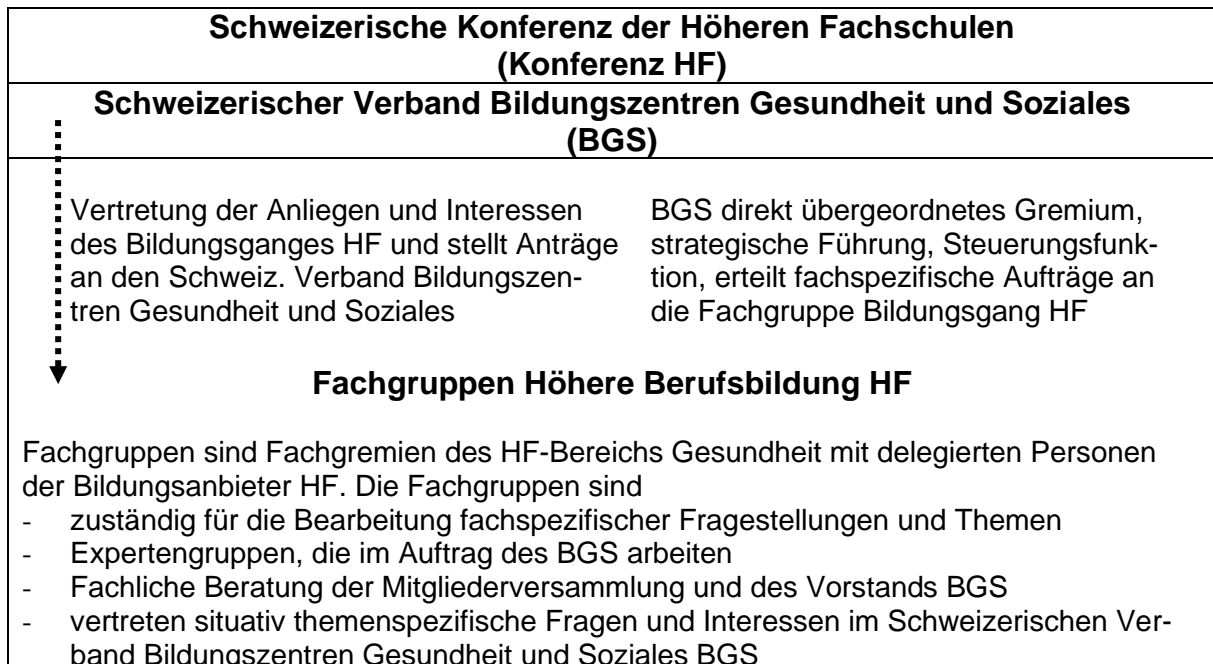 Schweizerische Konferenz der Höheren Fachschulen
(Konferenz HF)
Schweizerischer Verband Bildungszentren Gesundheit und Soziales
(BGS)
Vertretung der Anliegen und Interessen
des Bildungsganges HF und stellt Anträge
an den Schweiz. Verband Bildungszen-
tren Gesundheit und Soziales
BGS direkt übergeordnetes Gremium,
strategische Führung, Steuerungsfunk-
tion, erteilt fachspezifische Aufträge an
die Fachgruppe Bildungsgang HF
Fachgruppen Höhere Berufsbildung HF
Fachgruppen sind Fachgremien des HF-Bereichs Gesundheit mit delegierten Personen
der Bildungsanbieter HF. Die Fachgruppen sind
- zuständig für die Bearbeitung fachspezifischer Fragestellungen und Themen
- Expertengruppen, die im Auftrag des BGS arbeiten
- Fachliche Beratung der Mitgliederversammlung und des Vorstands BGS
- vertreten situativ themenspezifische Fragen und Interessen im Schweizerischen Ver-
band Bildungszentren Gesundheit und Soziales BGS